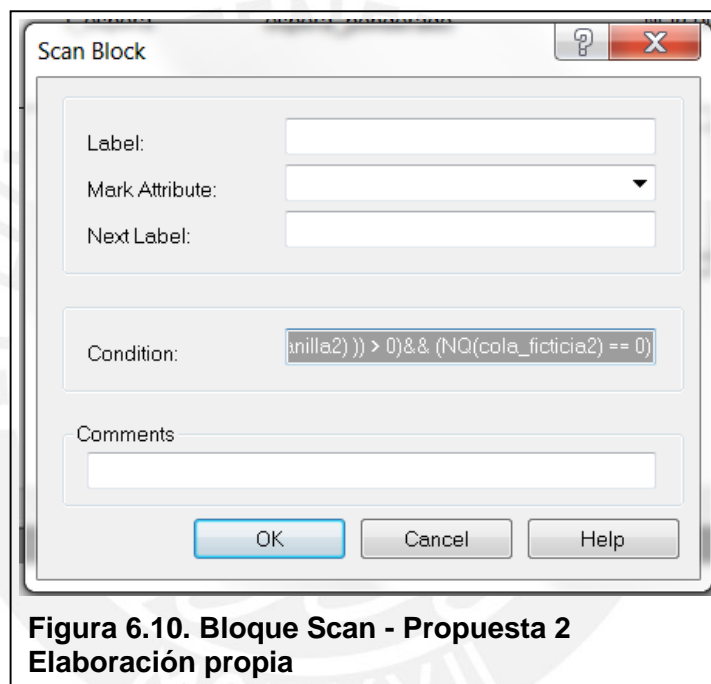 Scan Block
Label:
Mark Attribute:
Next Label:
Condition: anilla2) )) > 0)&& (NQ(cola_ficticia2) == 0)
Comments
OK Cancel Help
Figura 6.10. Bloque Scan - Propuesta 2
Elaboración propia